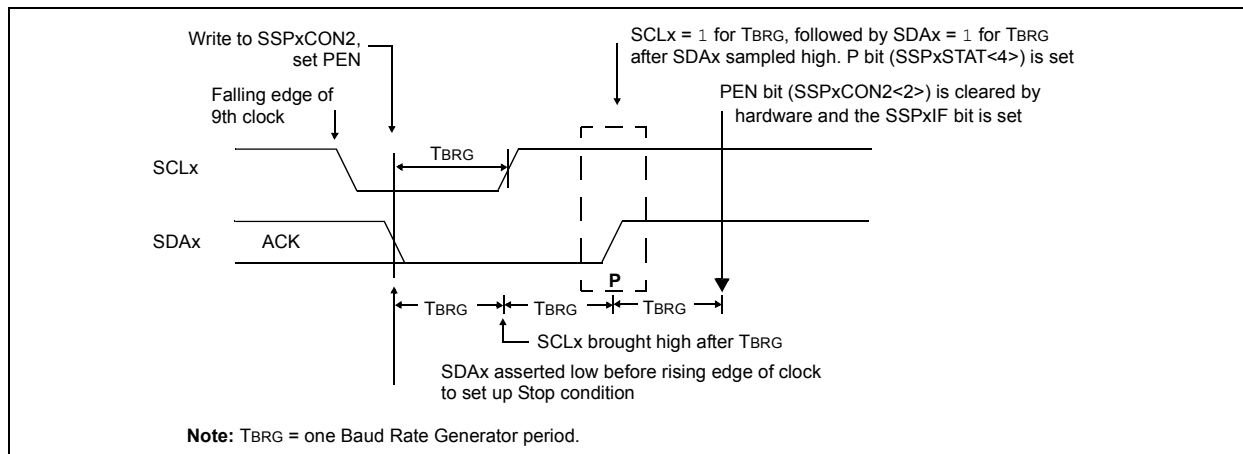 Write to SSPxCON2,
set PEN
SCLx = 1 for TBRG, followed by SDAx = 1 for TBRG
after SDAx sampled high. P bit (SSPxSTAT<4>) is set
Falling edge of
9th clock
PEN bit (SSPxCON2<2>) is cleared by
hardware and the SSPxIF bit is set
TBRG
SCLx
SDAx
ACK
P
TBRG
TBRG
TBRG
SCLx brought high after TBRG
SDAx asserted low before rising edge of clock
to set up Stop condition
Note: TBRG = one Baud Rate Generator period.